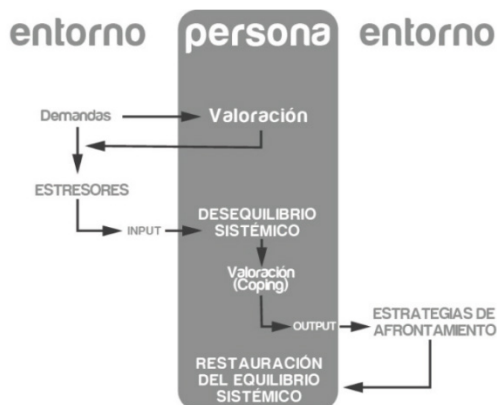 entorno persona entorno
Demandas Valoración
ESTRESORES
INPUT
DESEQUILIBRIO
SISTÉMICO
Valoración
(Coping)
OUTPUT
ESTRATEGIAS DE
AFRONTAMIENTO
RESTAURACIÓN
DEL EQUILIBRIO
SISTÉMICO